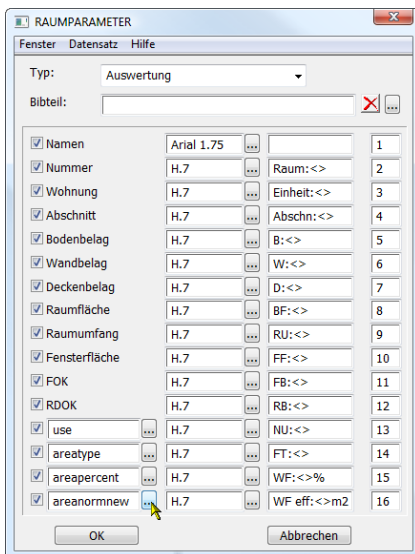 RAUMPARAMETER
Fenster Datensatz Hilfe
Typ: Auswertung
Bibteil: ...
Namen Arial 1.75 ... 1
Nummer H.7 ... Raum:<> 2
Wohnung H.7 ... Einheit:<> 3
Abschnitt H.7 ... Abschn:<> 4
Bodenbelag H.7 ... B:<> 5
Wandbelag H.7 ... W:<> 6
Deckenbelag H.7 ... D:<> 7
Raumfläche H.7 ... BF:<> 8
Raumumfang H.7 ... RU:<> 9
Fensterfläche H.7 ... FF:<> 10
FOK H.7 ... FB:<> 11
RDOK H.7 ... RB:<> 12
use ... H.7 ... NU:<> 13
areatype ... H.7 ... FT:<> 14
areapercent ... H.7 ... WF:<>% 15
areanormnew ... H.7 ... WF eff:<>m2 16
OK Abbrechen